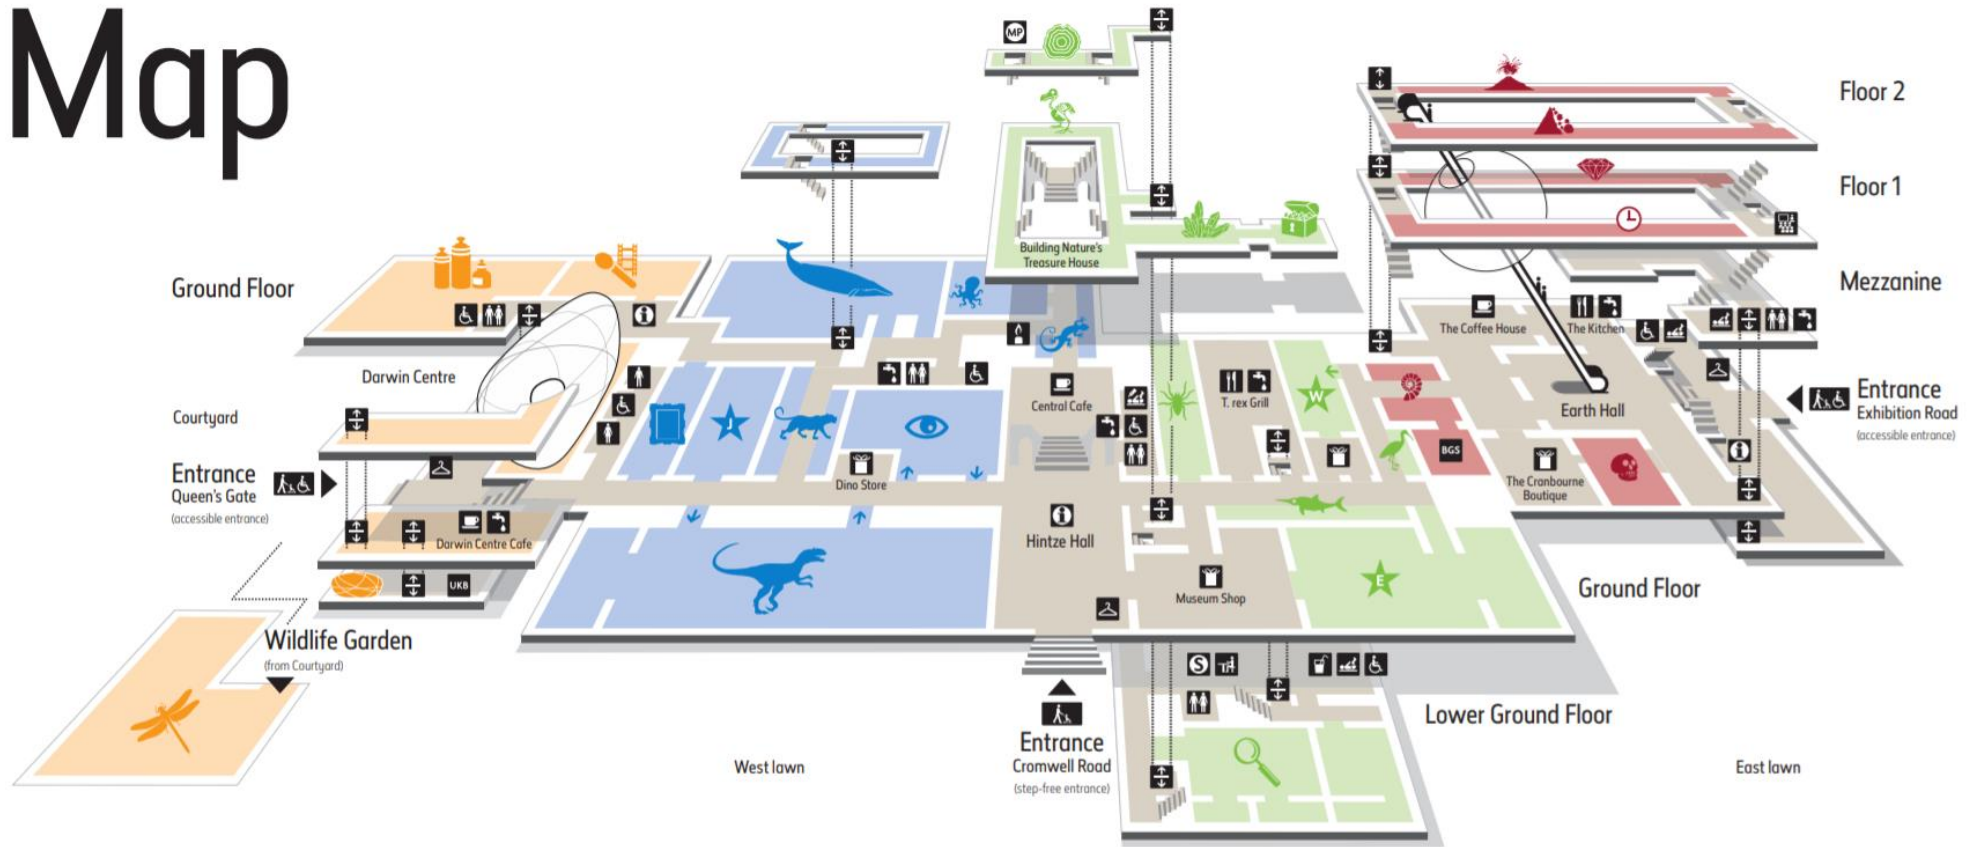 Map
MP
Floor 2
Floor 1
Building Nature's
Treasure House
Ground Floor
Mezzanine
The Coffee House
The Kitchen
Darwin Centre
Central Cafe
T. rex Grill
W
Earth Hall
Entrance
Exhibition Road
(accessible entrance)
Courtyard
J
BGS
Entrance
Queen's Gate
(accessible entrance)
Dino Store
The Cranbourne
Boutique
Darwin Centre Cafe
Hintze Hall
UKB
E
Museum Shop
Ground Floor
Wildlife Garden
(from Courtyard)
S
Lower Ground Floor
Entrance
Cromwell Road
(step-free entrance)
West lawn
East lawn